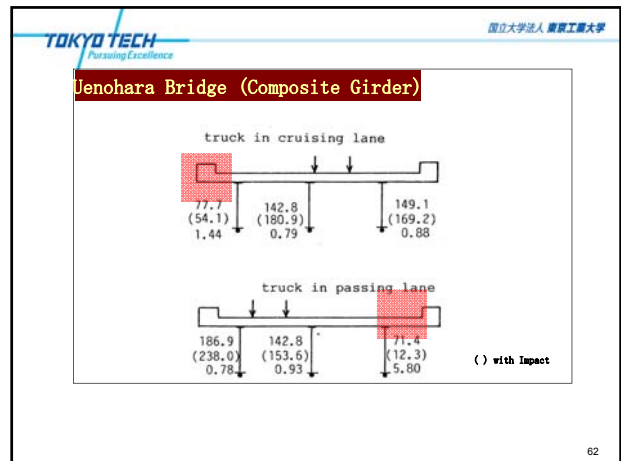 TOKYO TECH
Pursuing Excellence
国立大学法人 東京工業大学
Uenohara Bridge (Composite Girder)
truck in cruising lane
77.7 142.8 149.1
(54.1) (180.9) (169.2)
1.44 0.79 0.88
truck in passing lane
186.9 142.8 71.4
(238.0) (153.6) (12.3)
0.78 0.93 5.80
( ) with Impact
62